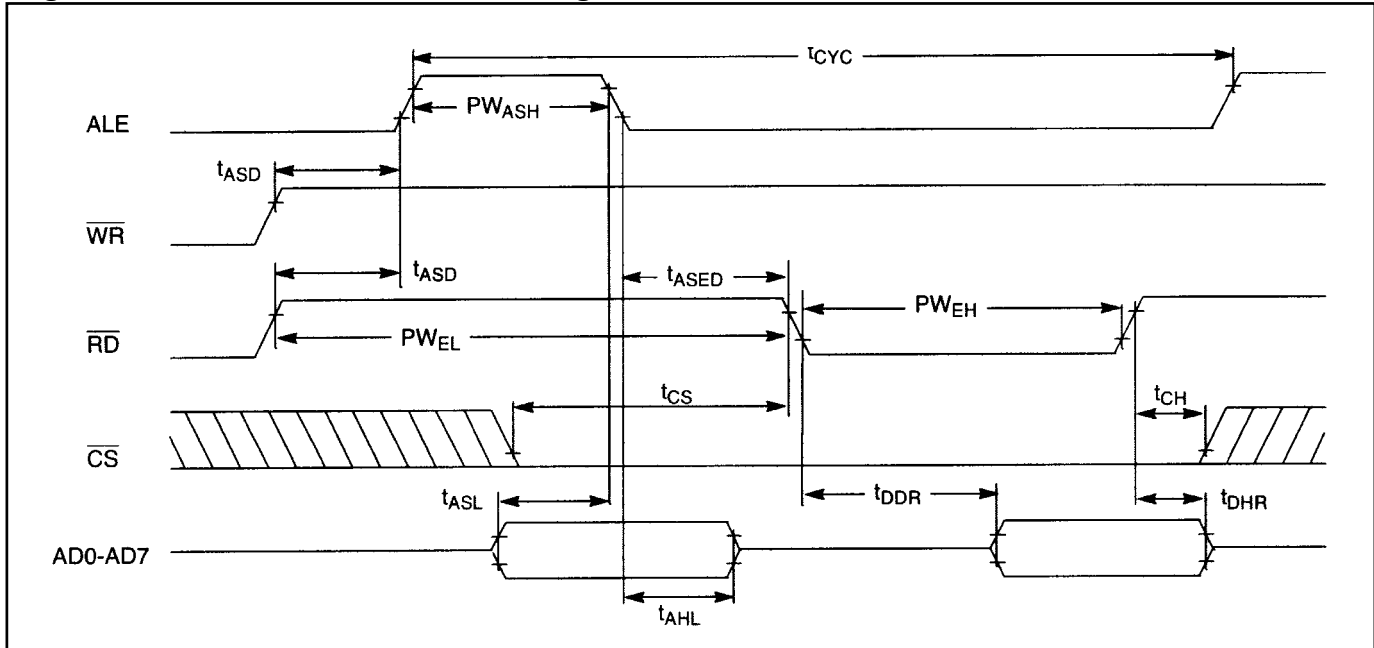 tCYC
ALE
PWASH
tASD
WR
tASD
tASED
PWEH
RD
PWEL
tCS
tCH
CS
tASL
tDDR
tDHR
AD0-AD7
tAHL